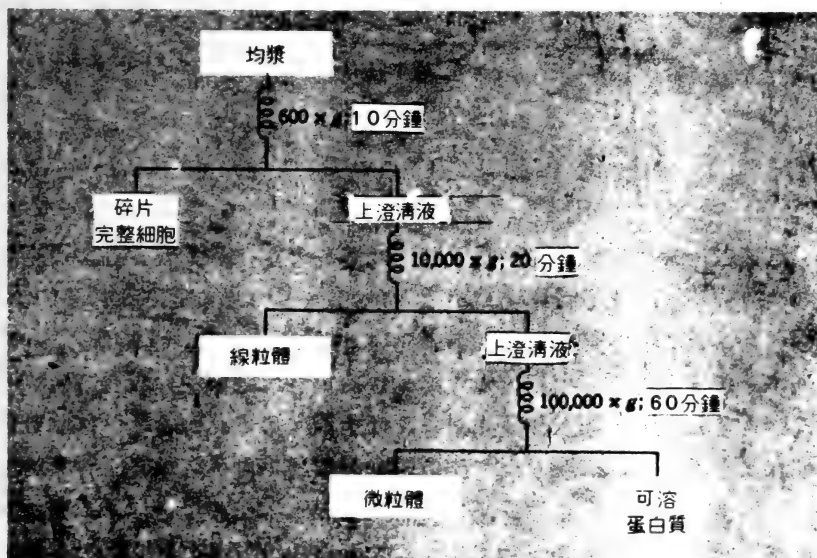 均漿
600 × g; 10分鐘
碎片
完整細胞
上澄淸液
10,000 × g; 20 分鐘
線粒體
上澄淸液
100,000 × g; 60分鐘
微粒體
可溶
蛋白質